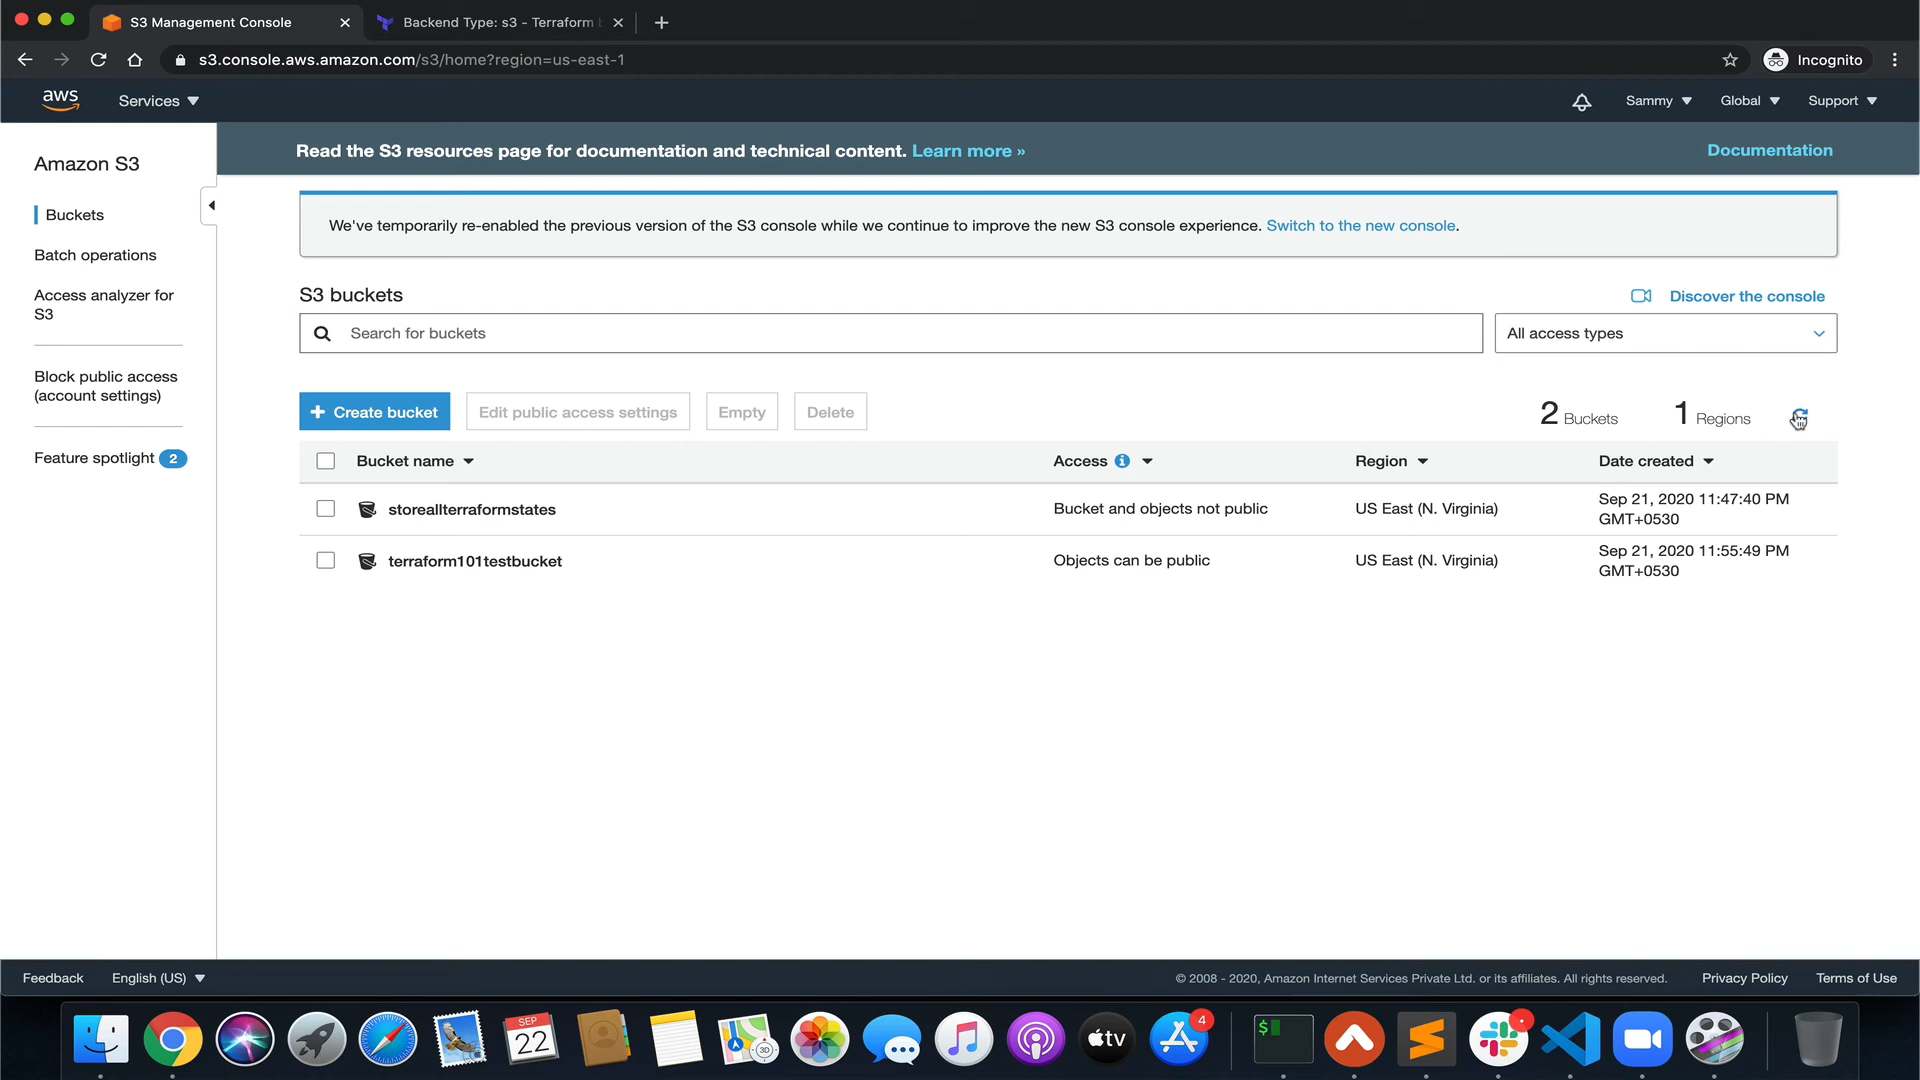 S3 Management Console
Backend Type: s3 - Terraform
s3.console.aws.amazon.com/s3/home?region=us-east-1
Incognito
aws
Services
Sammy
Global
Support
Amazon S3
Buckets
Batch operations
Access analyzer for
S3
Block public access
(account settings)
Feature spotlight 2
Read the S3 resources page for documentation and technical content. Learn more »
Documentation
We've temporarily re-enabled the previous version of the S3 console while we continue to improve the new S3 console experience. Switch to the new console.
S3 buckets
Discover the console
Search for buckets
All access types
Create bucket
Edit public access settings
Empty
Delete
2 Buckets
1 Regions
Bucket name
Access
Region
Date created
storeallterraformstates
Bucket and objects not public
US East (N. Virginia)
Sep 21, 2020 11:47:40 PM
GMT+0530
terraform101testbucket
Objects can be public
US East (N. Virginia)
Sep 21, 2020 11:55:49 PM
GMT+0530
Feedback
English (US)
© 2008 - 2020, Amazon Internet Services Private Ltd. or its affiliates. All rights reserved.
Privacy Policy
Terms of Use
SEP
22
3D
tv
4
$